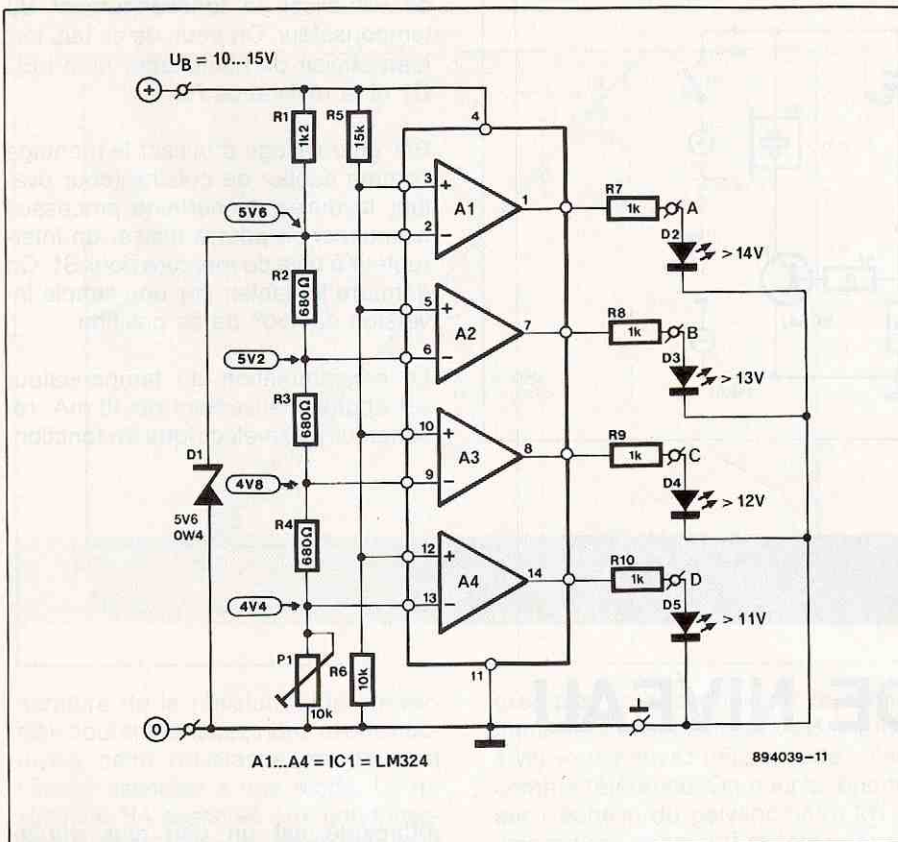 U_B = 10...15V
+
R1
1k2
R5
15k
4
5V6
3
+
2
−
A1
1
R7
1k
A
D2
> 14V
R2
680Ω
5V2
5
+
6
−
A2
7
R8
1k
B
D3
> 13V
R3
680Ω
D1
5V6
0W4
4V8
10
+
9
−
A3
8
R9
1k
C
D4
> 12V
R4
680Ω
4V4
12
+
13
−
A4
14
R10
1k
D
D5
> 11V
P1
10k
R6
10k
11
0
⊥
A1...A4 = IC1 = LM324
894039-11